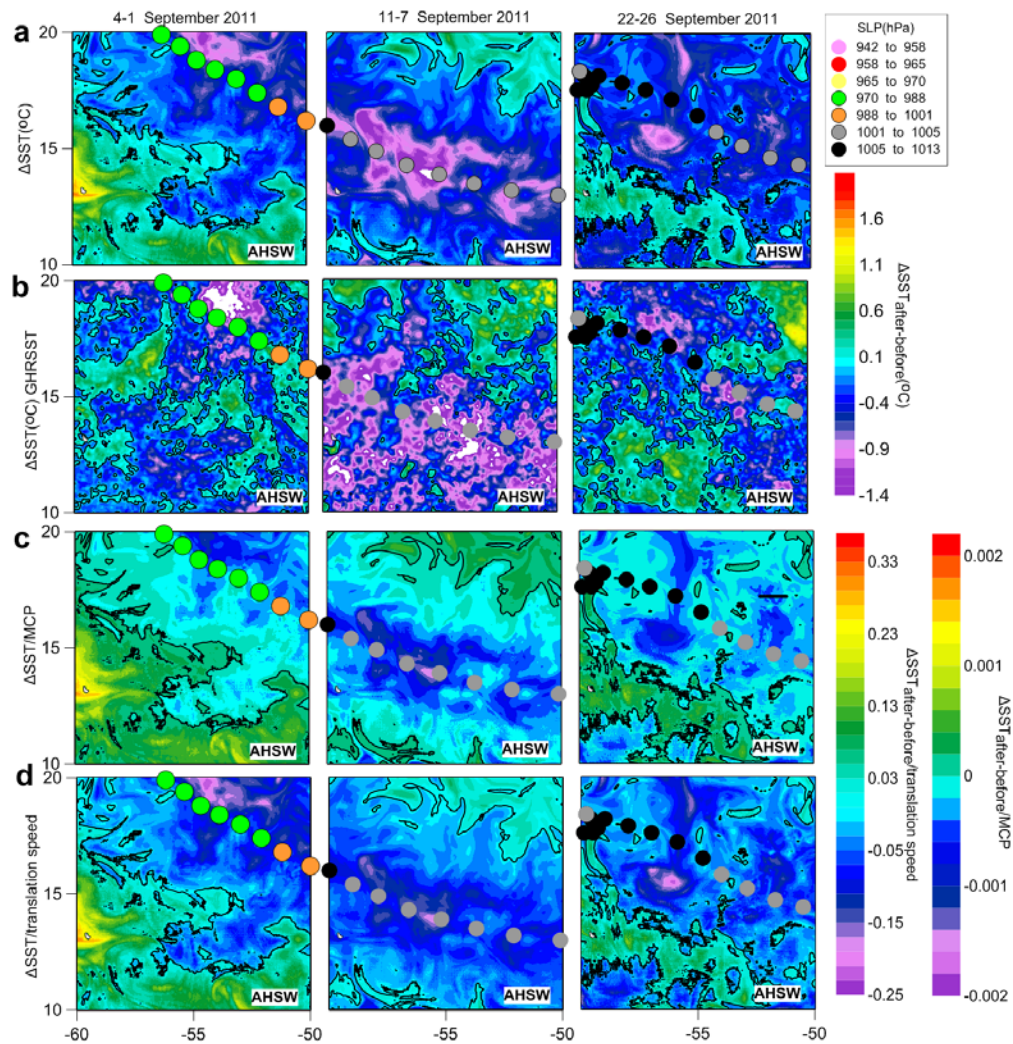 4-1 September 2011
11-7 September 2011
22-26 September 2011
SLP(hPa)
942 to 958
958 to 965
965 to 970
970 to 988
988 to 1001
1001 to 1005
1005 to 1013
a
ΔSST(ºC)
20
15
10
AHSW
AHSW
AHSW
b
ΔSST(ºC) GHRSST
20
15
10
AHSW
AHSW
AHSW
1.6
1.1
0.6
0.1
-0.4
-0.9
-1.4
ΔSSTafter-before(ºC)
c
ΔSST/MCP
20
15
10
AHSW
AHSW
AHSW
d
ΔSST/translation speed
20
15
10
AHSW
AHSW
AHSW
-60
-55
-50
-55
-50
-55
-50
0.33
0.23
0.13
0.03
-0.05
-0.15
-0.25
ΔSSTafter-before/translation speed
0.002
0.001
0
-0.001
-0.002
ΔSSTafter-before/MCP